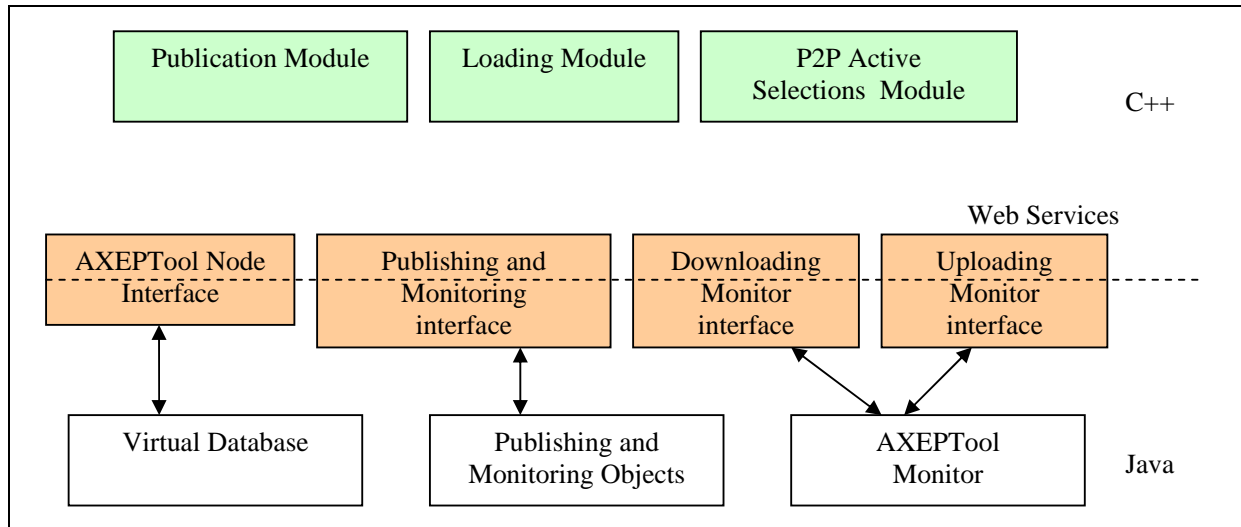 Publication Module
Loading Module
P2P Active
Selections Module
C++
Web Services
AXEPTool Node
Interface
Publishing and
Monitoring
interface
Downloading
Monitor
interface
Uploading
Monitor
interface
Virtual Database
Publishing and
Monitoring Objects
AXEPTool
Monitor
Java